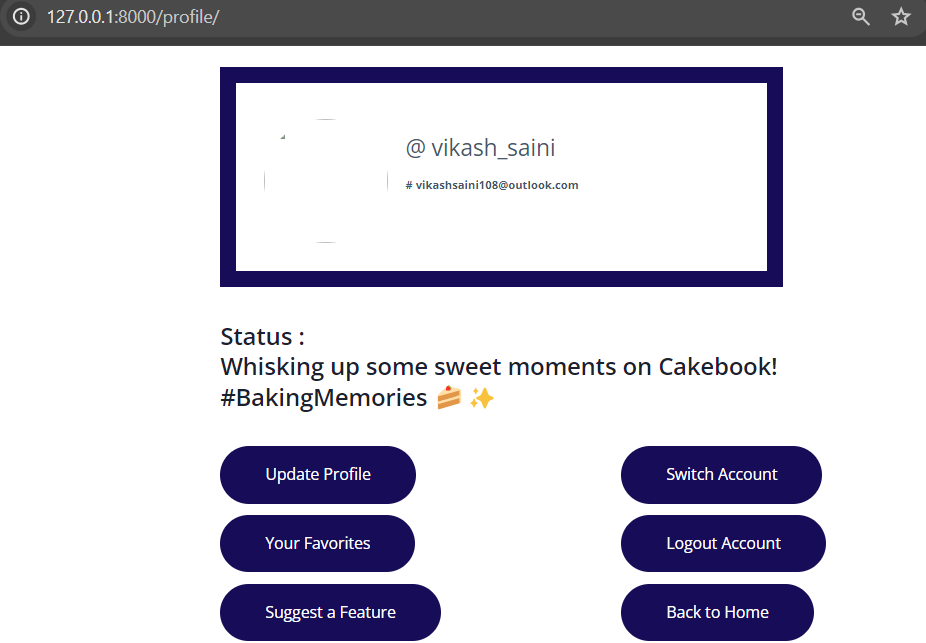 127.0.0.1:8000/profile/
@ vikash_saini
# vikashsaini108@outlook.com
Status :
Whisking up some sweet moments on Cakebook!
#BakingMemories 🍰 ✨
Update Profile
Switch Account
Your Favorites
Logout Account
Suggest a Feature
Back to Home